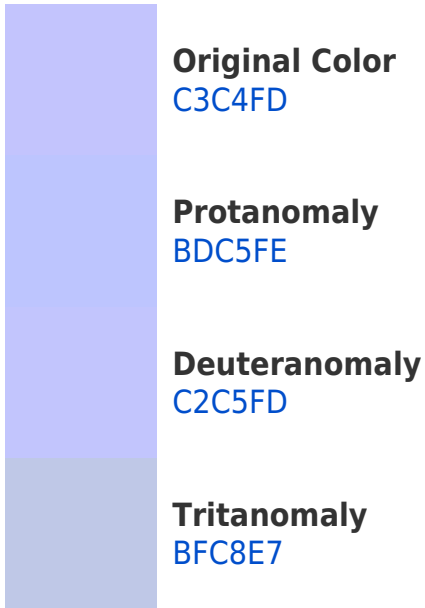 Original Color
C3C4FD
Protanomaly
BDC5FE
Deuteranomaly
C2C5FD
Tritanomaly
BFC8E7